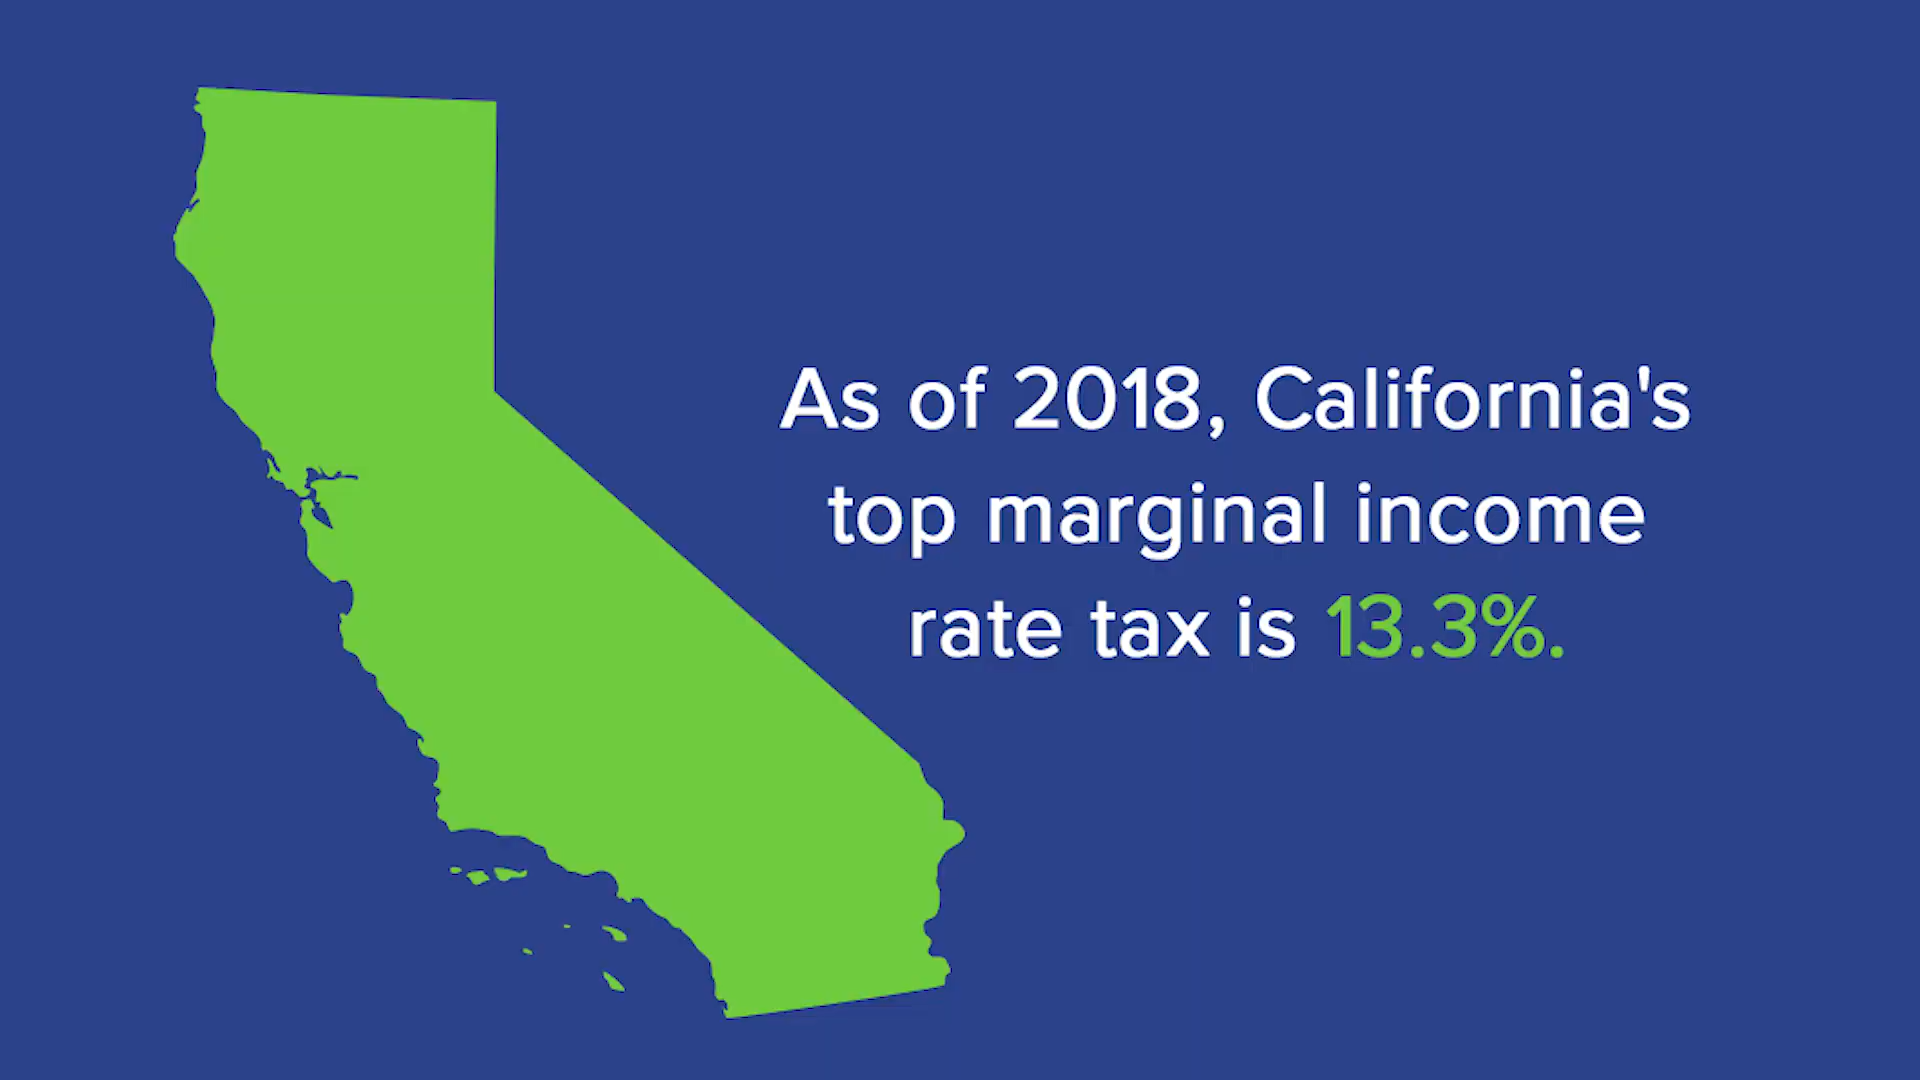 As of 2018, California's
top marginal income
rate tax is 13.3%.